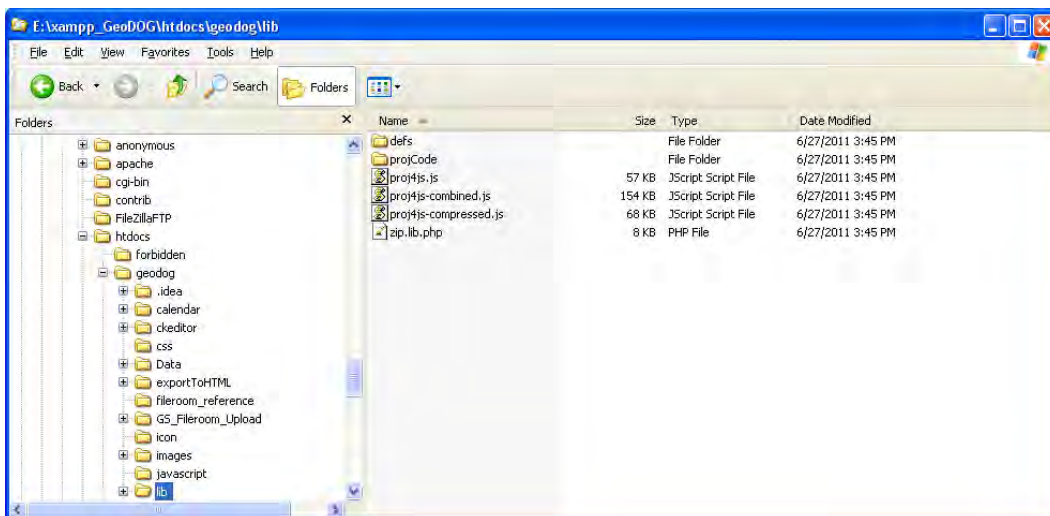 E:\xampp_GeoDOG\htdocs\geodog\lib
File Edit View Favorites Tools Help
Back Search Folders
Folders
anonymous
apache
cgi-bin
contrib
FileZillaFTP
htdocs
forbidden
geodog
.idea
calendar
ckeditor
css
Data
exportToHTML
fileroom_reference
GS_Fileroom_Upload
icon
images
javascript
lib
Name Size Type Date Modified
defs File Folder 6/27/2011 3:45 PM
projCode File Folder 6/27/2011 3:45 PM
proj4js.js 57 KB JScript Script File 6/27/2011 3:45 PM
proj4js-combined.js 154 KB JScript Script File 6/27/2011 3:45 PM
proj4js-compressed.js 68 KB JScript Script File 6/27/2011 3:45 PM
zip.lib.php 8 KB PHP File 6/27/2011 3:45 PM